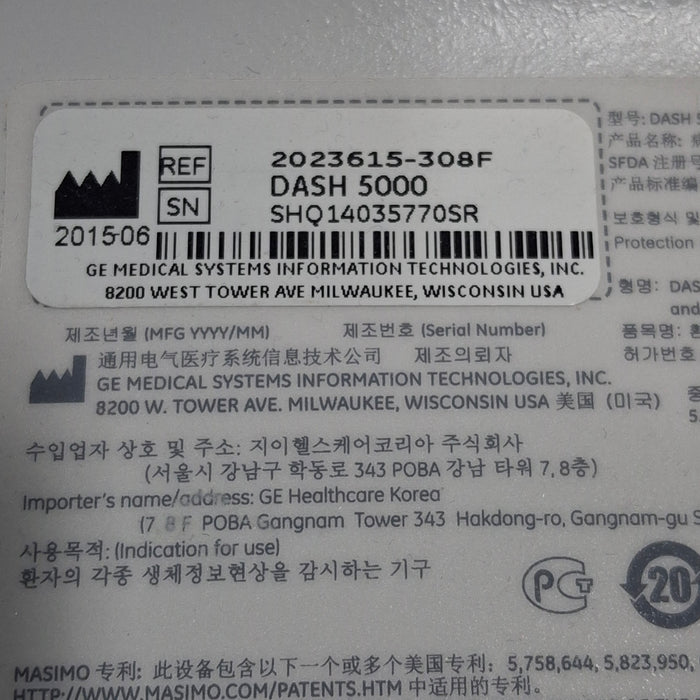 REF 2023615-308F
DASH 5000
SN SHQ14035770SR
2015-06
GE MEDICAL SYSTEMS INFORMATION TECHNOLOGIES, INC.
8200 WEST TOWER AVE MILWAUKEE, WISCONSIN USA
型号: DASH 5
产品名称:
SFDA 注册号
产品标准编
보호형식 및
Protection
형명: DAS
and
품목명:
허가번호
제조년월 (MFG YYYY/MM) 제조번호 (Serial Number)
通用电气医疗系统信息技术公司 제조의뢰자
GE MEDICAL SYSTEMS INFORMATION TECHNOLOGIES, INC.
8200 W. TOWER AVE. MILWAUKEE, WISCONSIN USA 美国 (미국)
5.
수입업자 상호 및 주소: 지이헬스케어코리아 주식회사
(서울시 강남구 학동로 343 POBA 강남 타워 7, 8층)
Importer's name/address: GE Healthcare Korea
(7 8 F POBA Gangnam Tower 343 Hakdong-ro, Gangnam-gu S
사용목적: (Indication for use)
환자의 각종 생체정보현상을 감시하는 기구
PCT
20
MASIMO 专利: 此设备包含以下一个或多个美国专利: 5,758,644, 5,823,950,
HTTP://WWW.MASIMO.COM/PATENTS.HTM 中适用的专利.